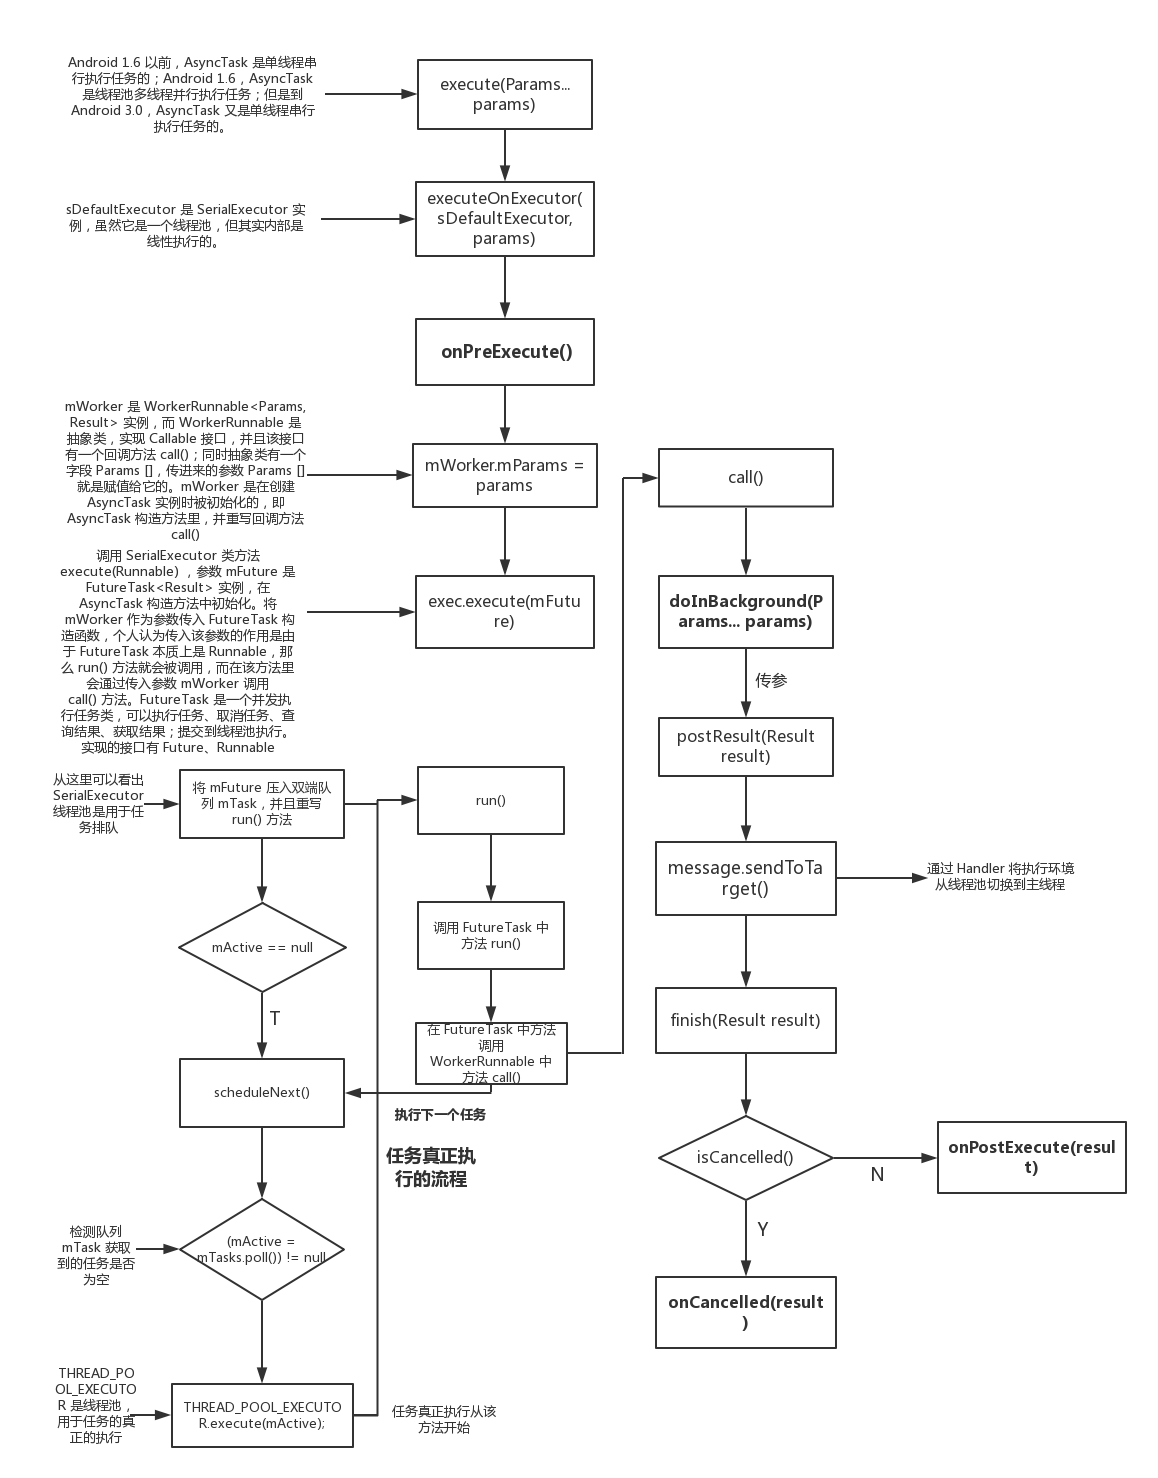 Android 1.6 以前，AsyncTask 是单线程串
行执行任务的；Android 1.6，AsyncTask
是线程池多线程并行执行任务；但是到
Android 3.0，AsyncTask 又是单线程串行
执行任务的。
execute(Params...
params)
sDefaultExecutor 是 SerialExecutor 实
例，虽然它是一个线程池，但其实内部是
线性执行的。
executeOnExecutor(
sDefaultExecutor,
params)
onPreExecute()
mWorker 是 WorkerRunnable<Params,
Result> 实例，而 WorkerRunnable 是
抽象类，实现 Callable 接口，并且该接口
有一个回调方法 call()；同时抽象类有一个
字段 Params []，传进来的参数 Params []
就是赋值给它的。mWorker 是在创建
AsyncTask 实例时被初始化的，即
AsyncTask 构造方法里，并重写回调方法
call()
mWorker.mParams =
params
调用 SerialExecutor 类方法
execute(Runnable) ，参数 mFuture 是
FutureTask<Result> 实例，在
AsyncTask 构造方法中初始化。将
mWorker 作为参数传入 FutureTask 构
造函数，个人认为传入该参数的作用是由
于 FutureTask 本质上是 Runnable，那
么 run() 方法就会被调用，而在该方法里
会通过传入参数 mWorker 调用
call() 方法。FutureTask 是一个并发执
行任务类，可以执行任务、取消任务、查
询结果、获取结果；提交到线程池执行。
实现的接口有 Future、Runnable
exec.execute(mFutu
re)
从这里可以看出
SerialExecutor
线程池是用于任
务排队
将 mFuture 压入双端队
列 mTask，并且重写
run() 方法
mActive == null
T
scheduleNext()
检测队列
mTask 获取
到的任务是否
为空
(mActive =
mTasks.poll()) != null
THREAD_PO
OL_EXECUTO
R 是线程池，
用于任务的真
正的执行
THREAD_POOL_EXECUTO
R.execute(mActive);
任务真正执行从该
方法开始
run()
调用 FutureTask 中
方法 run()
在 FutureTask 中方法
调用
WorkerRunnable 中
方法 call()
执行下一个任务
任务真正执
行的流程
call()
doInBackground(P
arams... params)
传参
postResult(Result
result)
message.sendToTa
rget()
通过 Handler 将执行环境
从线程池切换到主线程
finish(Result result)
isCancelled()
N
onPostExecute(resul
t)
Y
onCancelled(result
)